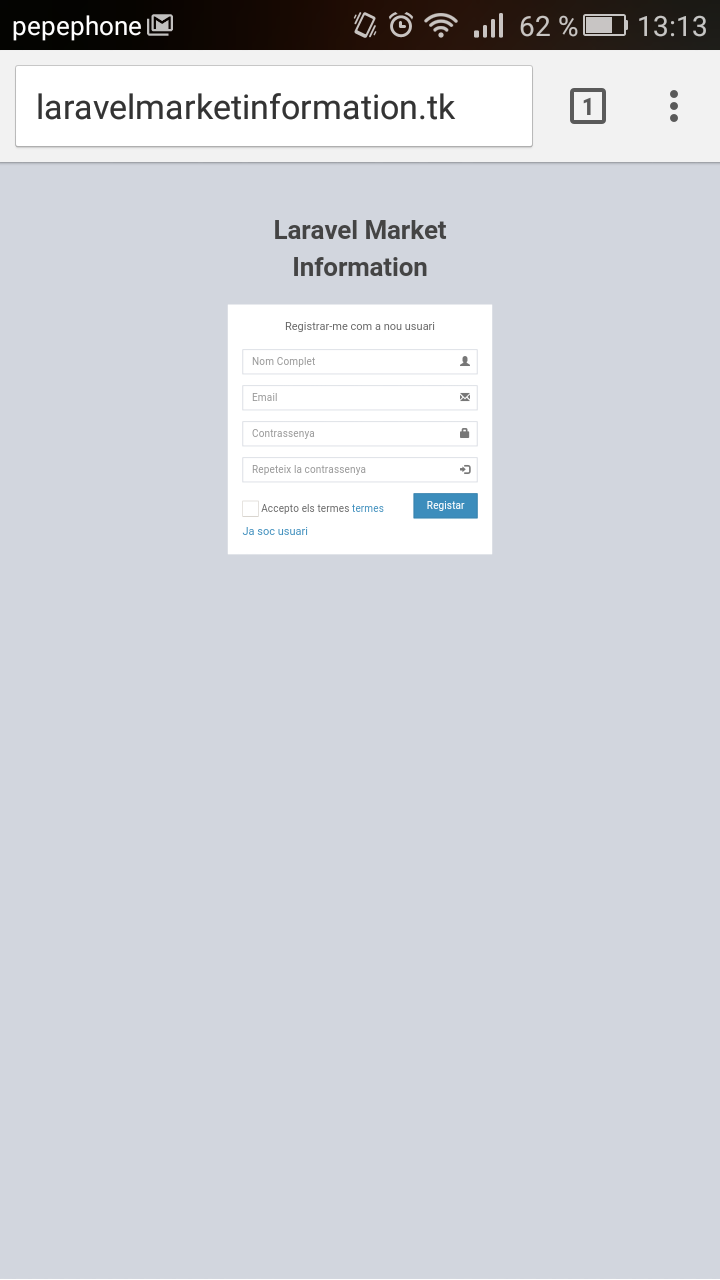 pepephone 62 % 13:13
laravelmarketinformation.tk 1
Laravel Market
Information
Registrar-me com a nou usuari
Nom Complet
Email
Contrassenya
Repeteix la contrassenya
Accepto els termes termes Registar
Ja soc usuari